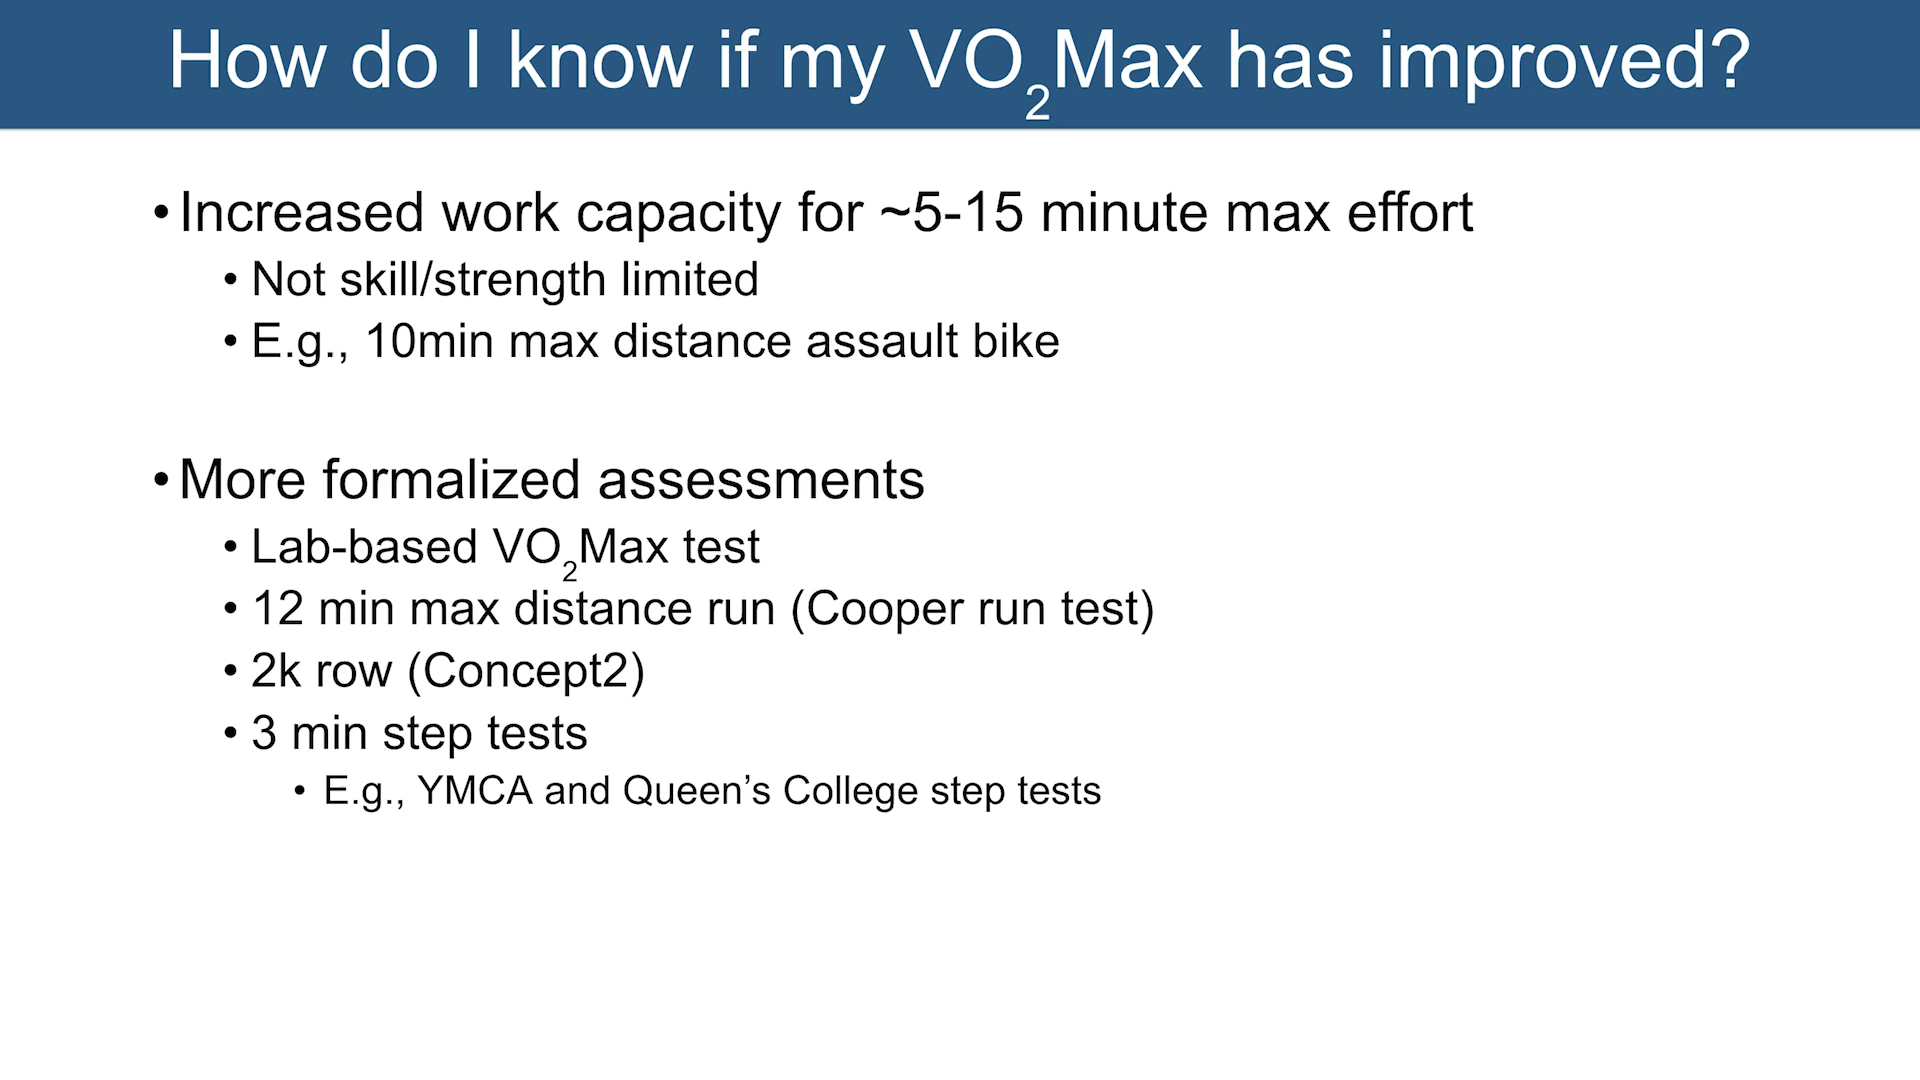 How do I know if my VO₂Max has improved?
• Increased work capacity for ~5-15 minute max effort
• Not skill/strength limited
• E.g., 10min max distance assault bike
• More formalized assessments
• Lab-based VO₂Max test
• 12 min max distance run (Cooper run test)
• 2k row (Concept2)
• 3 min step tests
• E.g., YMCA and Queen’s College step tests